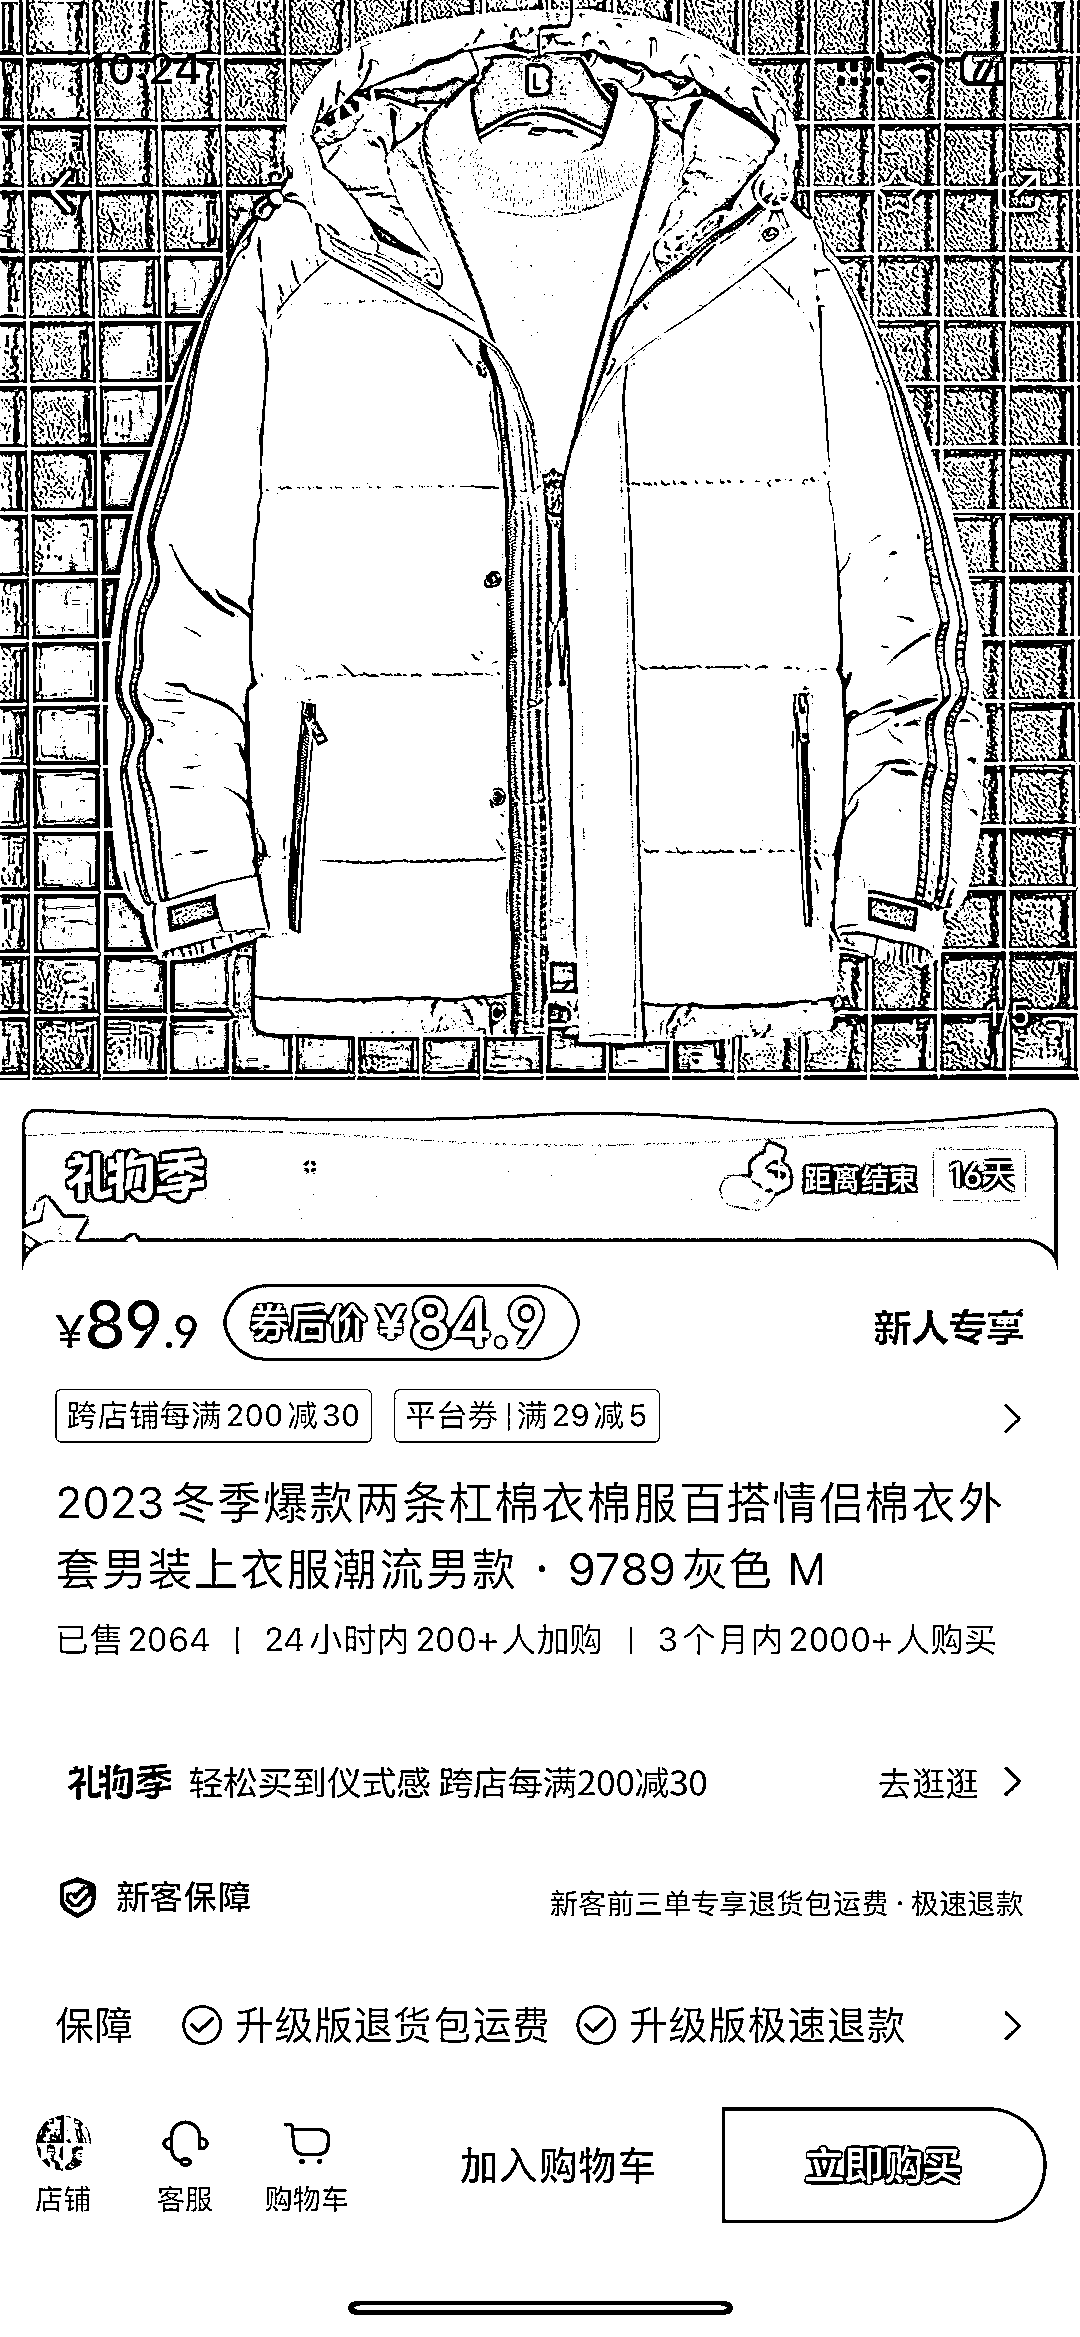 10:24
L
1/5
礼物季
距离结束 16天
¥89.9 券后价 ¥84.9 新人专享
跨店铺每满200减30 平台券|满29减5
2023冬季爆款两条杠棉衣棉服百搭情侣棉衣外
套男装上衣服潮流男款·9789灰色 M
已售2064 | 24小时内200+人加购 | 3个月内2000+人购买
礼物季 轻松买到仪式感 跨店每满200减30 去逛逛
新客保障 新客前三单专享退货包运费·极速退款
保障 升级版退货包运费 升级版极速退款
店铺 客服 购物车 加入购物车 立即购买